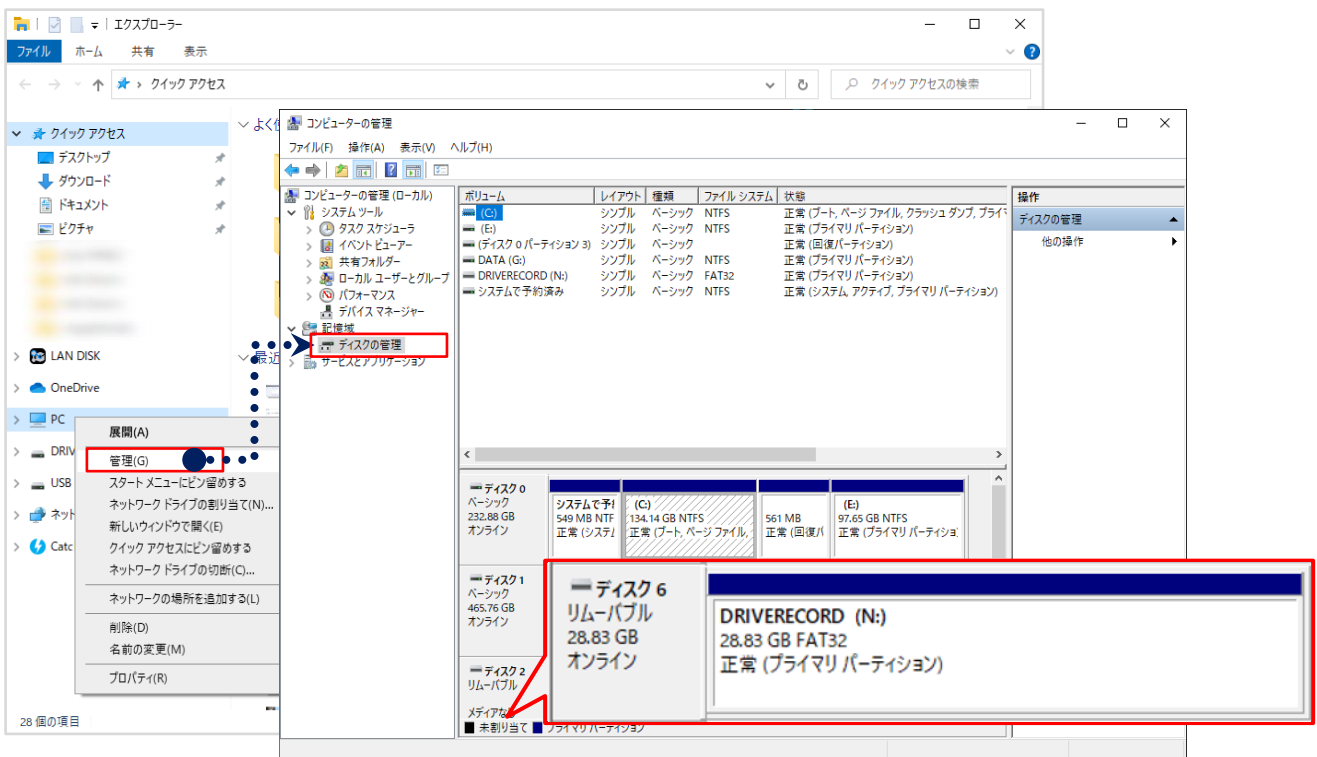 エクスプローラー
ファイル ホーム 共有 表示
クイック アクセス
クイック アクセスの検索
クイック アクセス
デスクトップ
ダウンロード
ドキュメント
ピクチャ
LAN DISK
OneDrive
PC
USB
28 個の項目
展開(A)
管理(G)
スタート メニューにピン留めする
ネットワーク ドライブの割り当て(N)...
新しいウィンドウで開く(E)
クイック アクセスにピン留めする
ネットワーク ドライブの切断(C)...
ネットワークの場所を追加する(L)
削除(D)
名前の変更(M)
プロパティ(R)
コンピューターの管理
ファイル(F) 操作(A) 表示(V) ヘルプ(H)
コンピューターの管理 (ローカル)
システム ツール
タスク スケジューラ
イベント ビューアー
共有フォルダー
ローカル ユーザーとグループ
パフォーマンス
デバイス マネージャー
記憶域
ディスクの管理
サービスとアプリケーション
ボリューム レイアウト 種類 ファイル システム 状態
(C:) シンプル ベーシック NTFS 正常 (ブート, ページ ファイル, クラッシュ ダンプ, プライ
(E:) シンプル ベーシック NTFS 正常 (プライマリ パーティション)
(ディスク 0 パーティション 3) シンプル ベーシック 正常 (回復パーティション)
DATA (G:) シンプル ベーシック NTFS 正常 (プライマリ パーティション)
DRIVERECORD (N:) シンプル ベーシック FAT32 正常 (プライマリ パーティション)
システムで予約済み シンプル ベーシック NTFS 正常 (システム, アクティブ, プライマリ パーティション)
操作
ディスクの管理
他の操作
ディスク 0
ベーシック
232.88 GB
オンライン
システムで予
549 MB NTF
正常 (システ
(C:)
134.14 GB NTFS
正常 (ブート, ページ ファイル,
561 MB
正常 (回復パ
(E:)
97.65 GB NTFS
正常 (プライマリ パーティショ
ディスク 1
ベーシック
465.76 GB
オンライン
ディスク 2
リムーバブル
メディアな
未割り当て プライマリ パーティション
ディスク 6
リムーバブル
28.83 GB
オンライン
DRIVERECORD (N:)
28.83 GB FAT32
正常 (プライマリ パーティション)